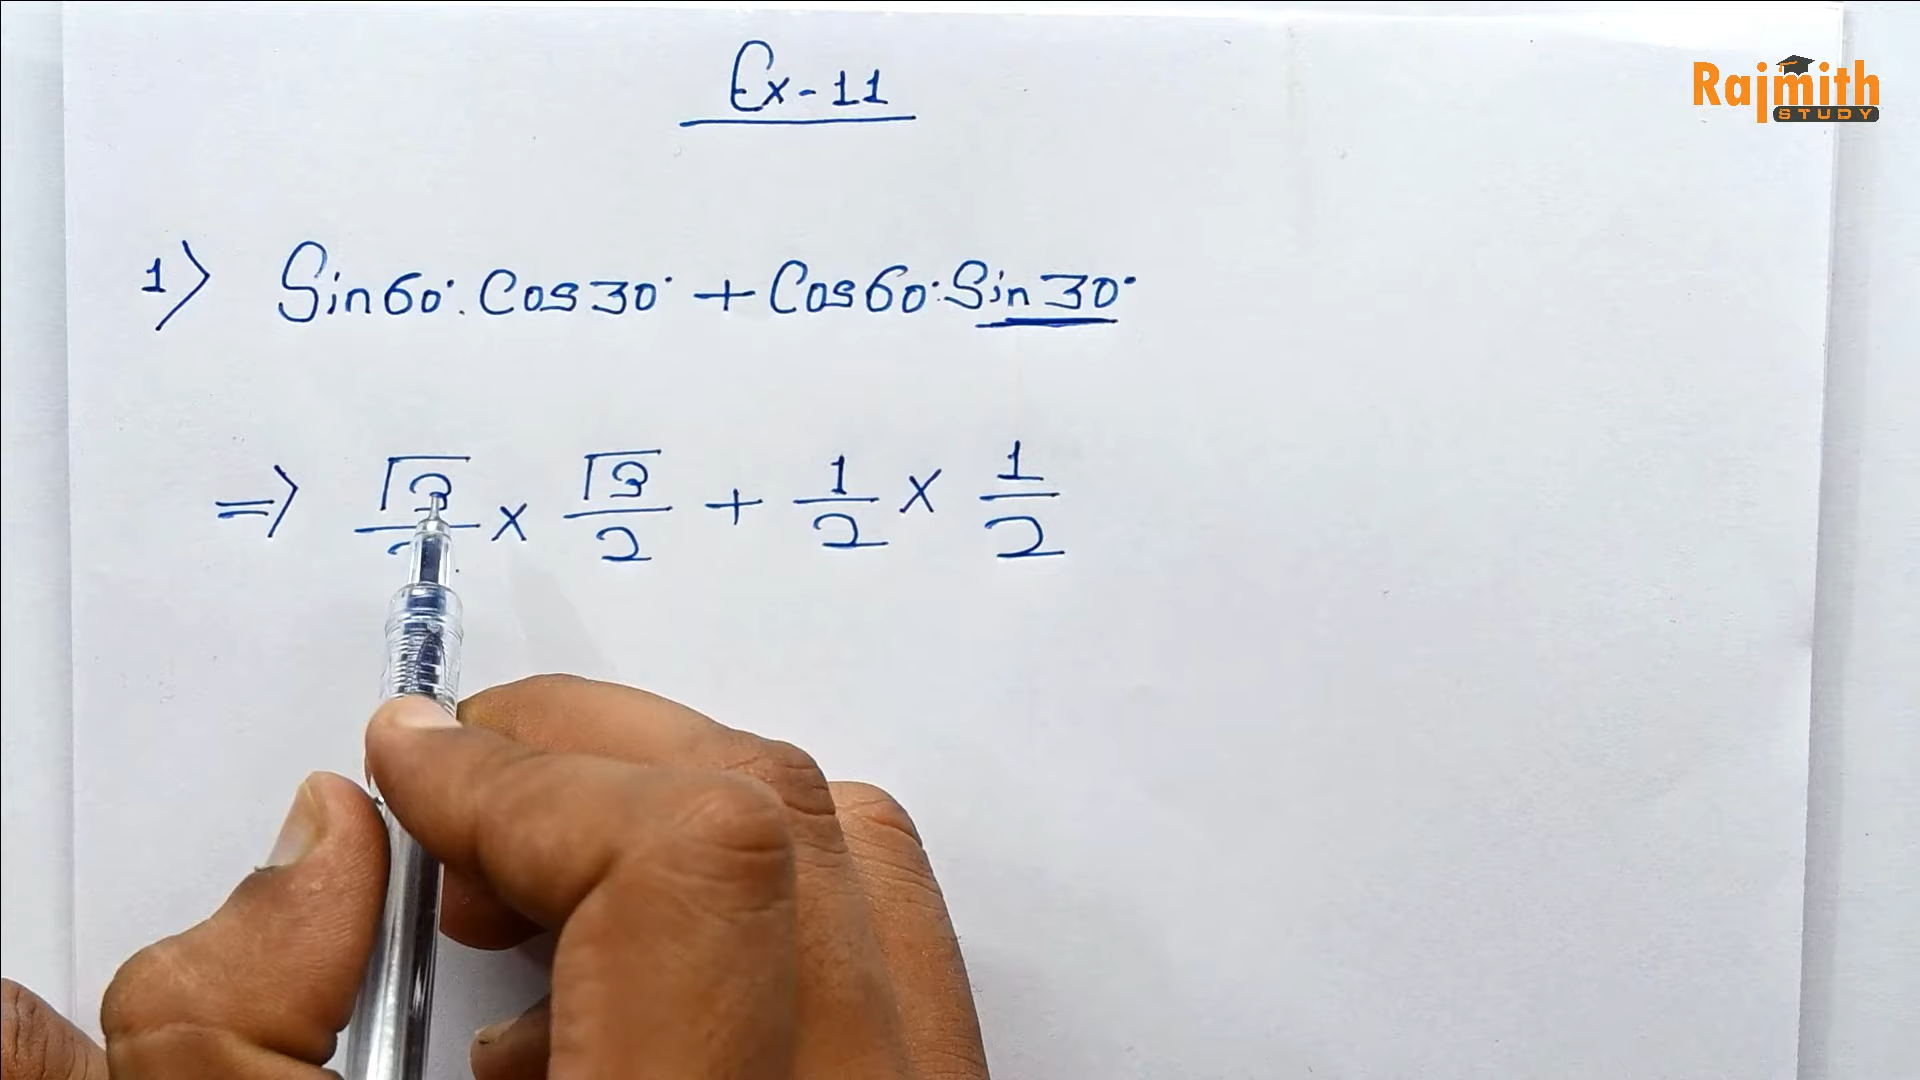 Ex-11
Rajmith
STUDY
1) Sin60°. Cos30° + Cos60°. Sin30°
⇒ √3/2 × √3/2 + 1/2 × 1/2